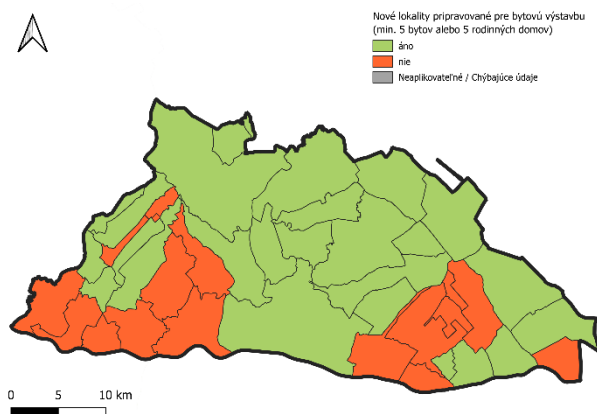 Nové lokality pripravované pre bytovú výstavbu
(min. 5 bytov alebo 5 rodinných domov)
áno
nie
Neaplikovateľné / Chýbajúce údaje
0 5 10 km